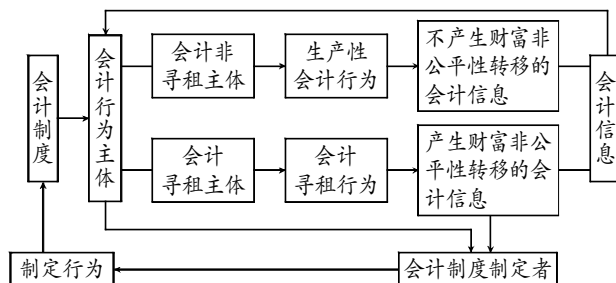 会计制度
会计行为主体
会计非
寻租主体
生产性
会计行为
不产生财富非
公平性转移的
会计信息
会计信息
会计
寻租主体
会计
寻租行为
产生财富非公
平性转移的会
计信息
制定行为
会计制度制定者